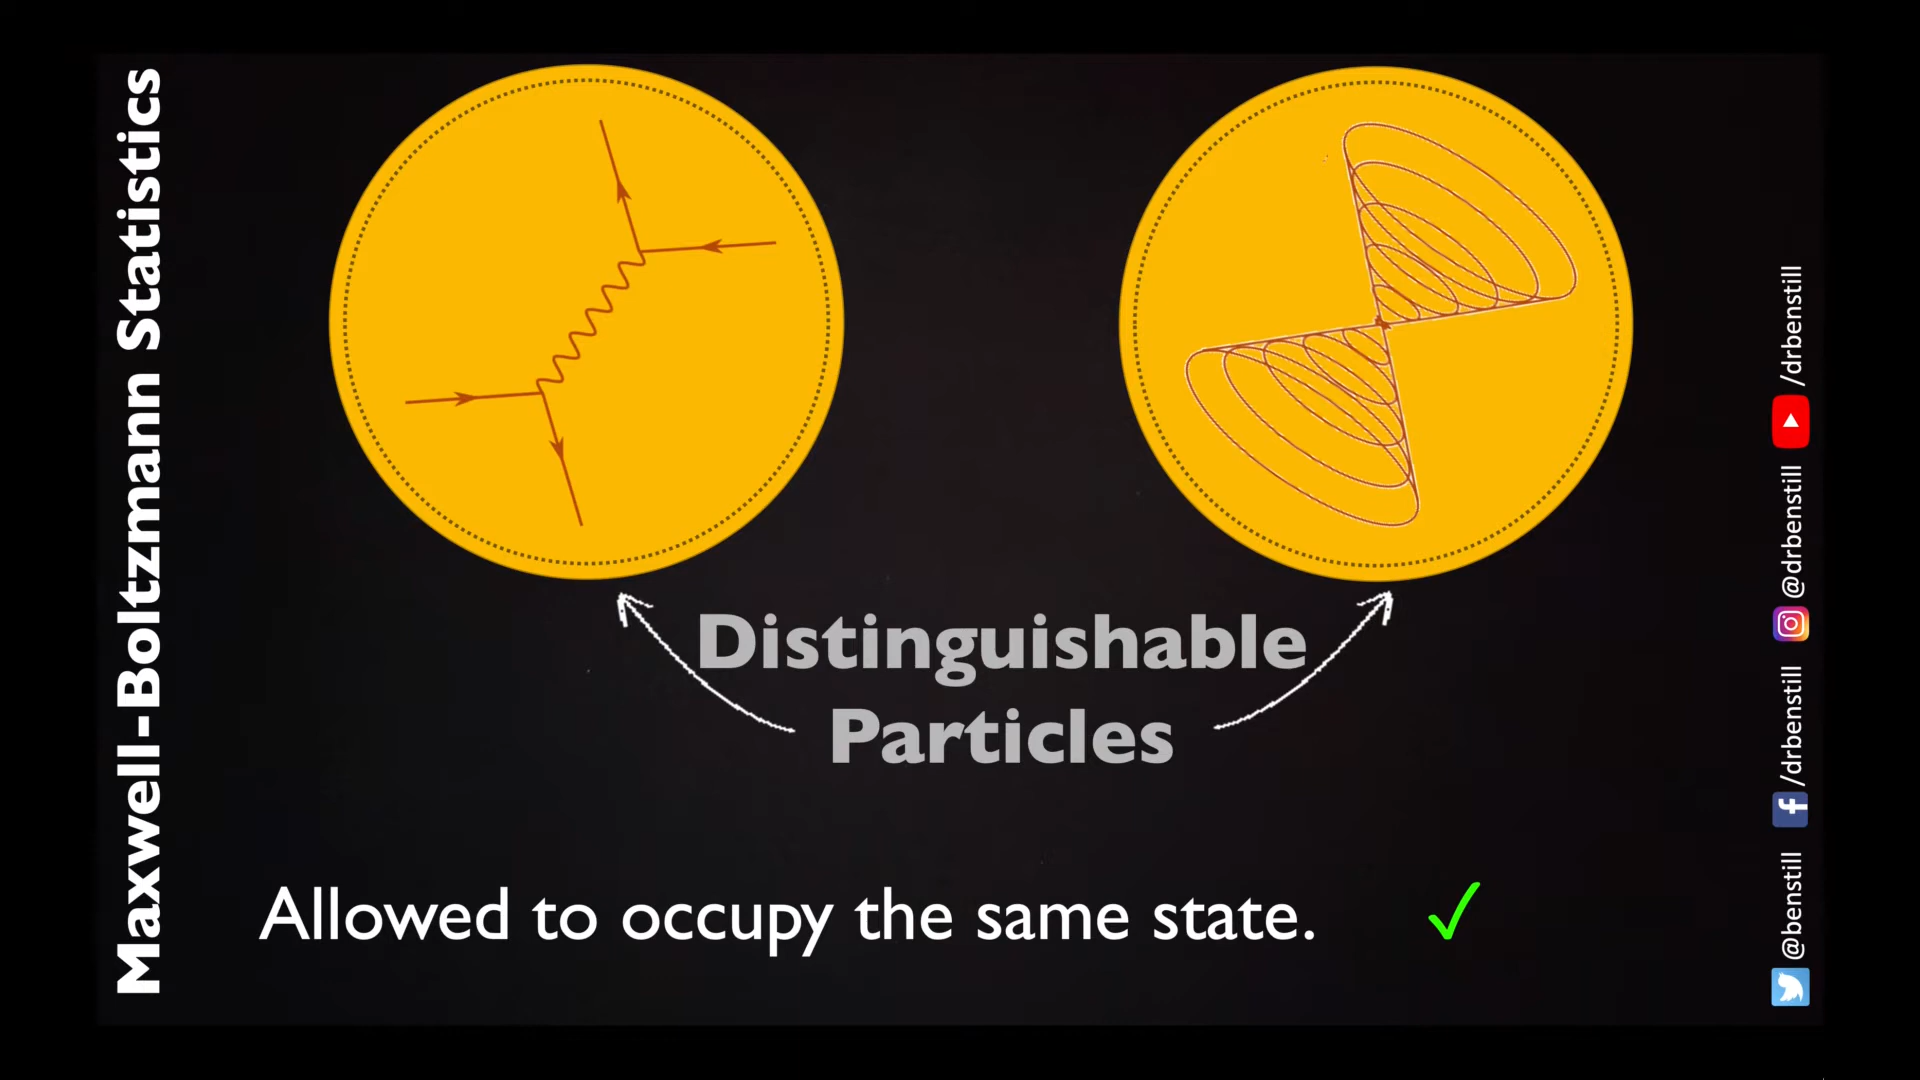 Maxwell-Boltzmann Statistics
Distinguishable
Particles
Allowed to occupy the same state.
/drbenstill
@drbenstill
/drbenstill
@benstill